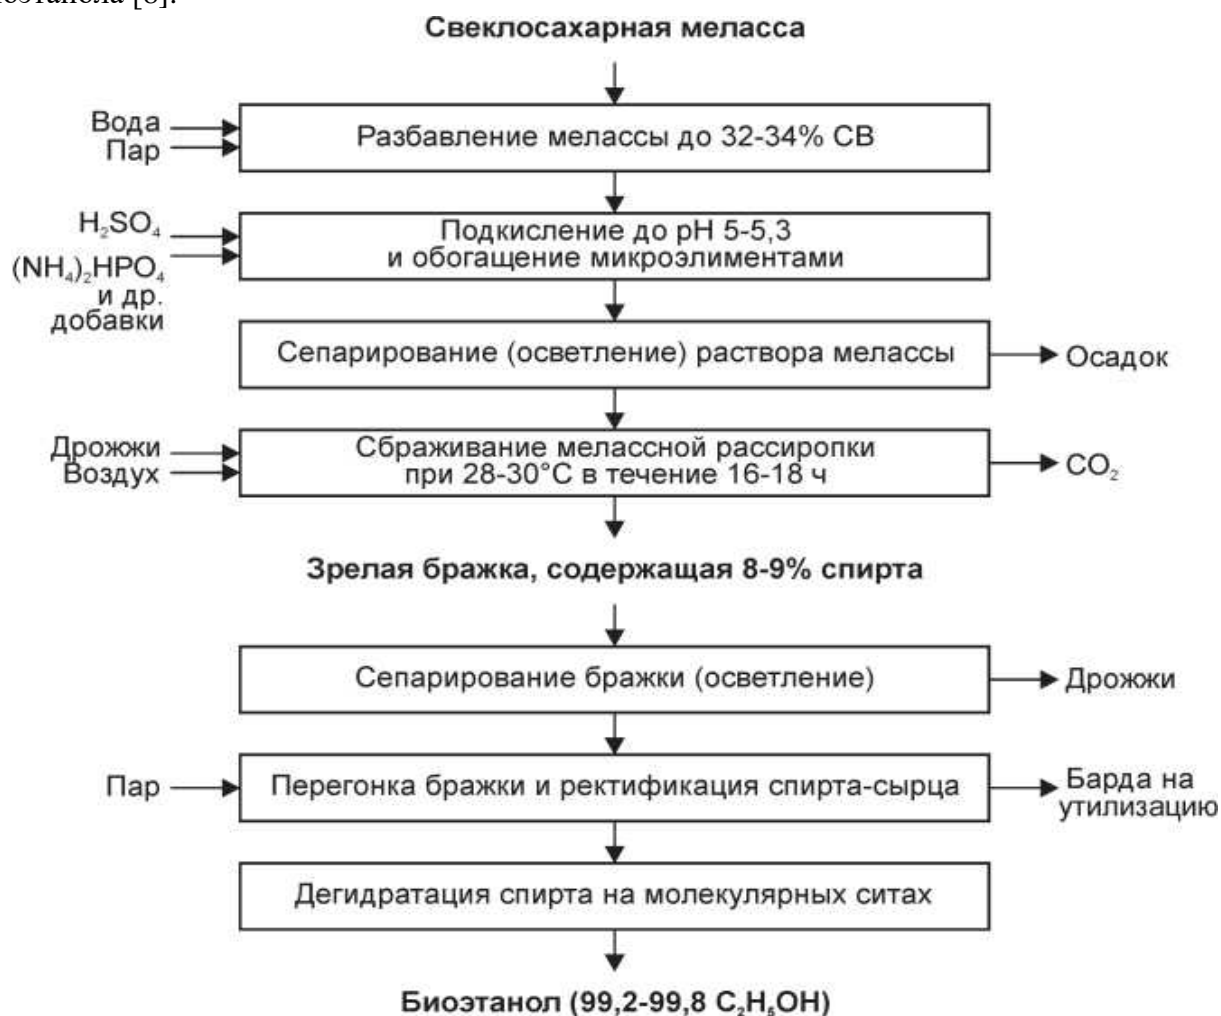 Свеклосахарная меласса
Вода
Пар
Разбавление мелассы до 32-34% СВ
H₂SO₄
(NH₄)₂HPO₄
и др.
добавки
Подкисление до pH 5-5,3
и обогащение микроэлиментами
Сепарирование (осветление) раствора мелассы
Осадок
Дрожжи
Воздух
Сбраживание мелассной рассиропки
при 28-30°С в течение 16-18 ч
CO₂
Зрелая бражка, содержащая 8-9% спирта
Сепарирование бражки (осветление)
Дрожжи
Пар
Перегонка бражки и ректификация спирта-сырца
Барда на
утилизацию
Дегидратация спирта на молекулярных ситах
Биоэтанол (99,2-99,8 C₂H₅OH)